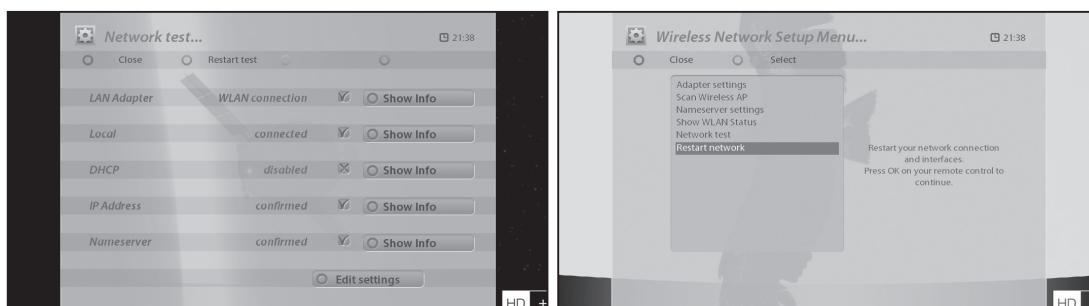 Network test...
21:38
Close Restart test
LAN Adapter WLAN connection Show Info
Local connected Show Info
DHCP disabled Show Info
IP Address confirmed Show Info
Nameserver confirmed Show Info
Edit settings
HD +
Wireless Network Setup Menu...
21:38
Close Select
Adapter settings
Scan Wireless AP
Nameserver settings
Show WLAN Status
Network test
Restart network
Restart your network connection
and interfaces.
Press OK on your remote control to
continue.
HD